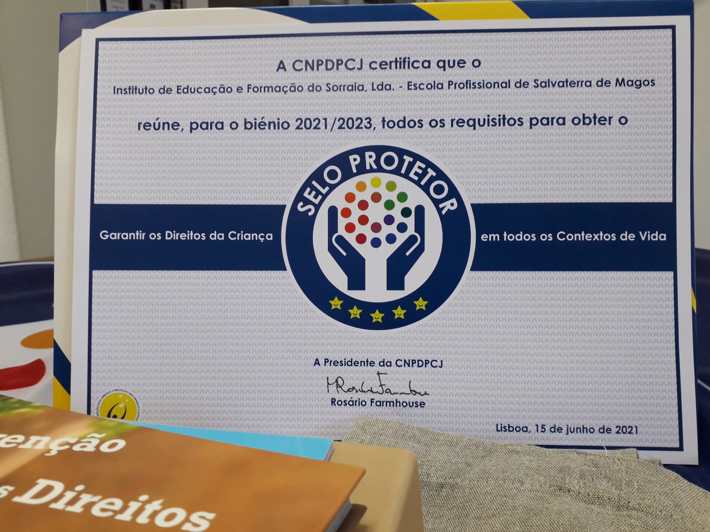 A CNPDPCJ certifica que o
Instituto de Educação e Formação do Sorraia, Lda. - Escola Profissional de Salvaterra de Magos
reúne, para o biénio 2021/2023, todos os requisitos para obter o
SELO PROTETOR
Garantir os Direitos da Criança
em todos os Contextos de Vida
A Presidente da CNPDPCJ
Rosário Farmhouse
Lisboa, 15 de junho de 2021
Direitos